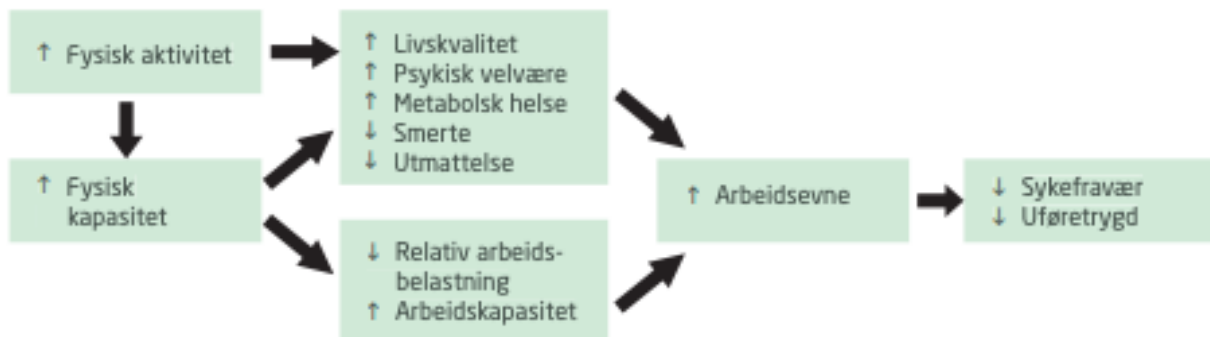 ↑ Fysisk aktivitet
↑ Fysisk
kapasitet
↑ Livskvalitet
↑ Psykisk velvære
↑ Metabolsk helse
↓ Smerte
↓ Utmattelse
↓ Relativ arbeids-
belastning
↑ Arbeidskapasitet
↑ Arbeidsevne
↓ Sykefravær
↓ Uføretrygd